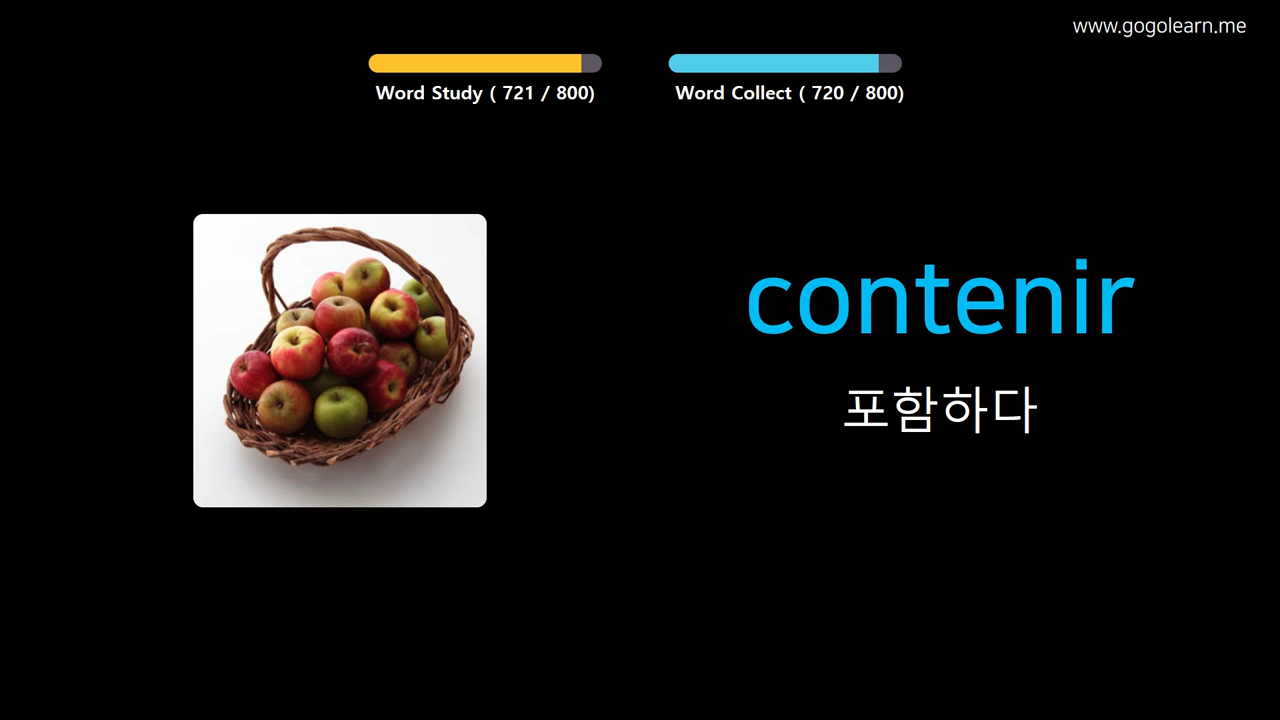 www.gogolearn.me
Word Study ( 721 / 800)
Word Collect ( 720 / 800)
contenir
포함하다